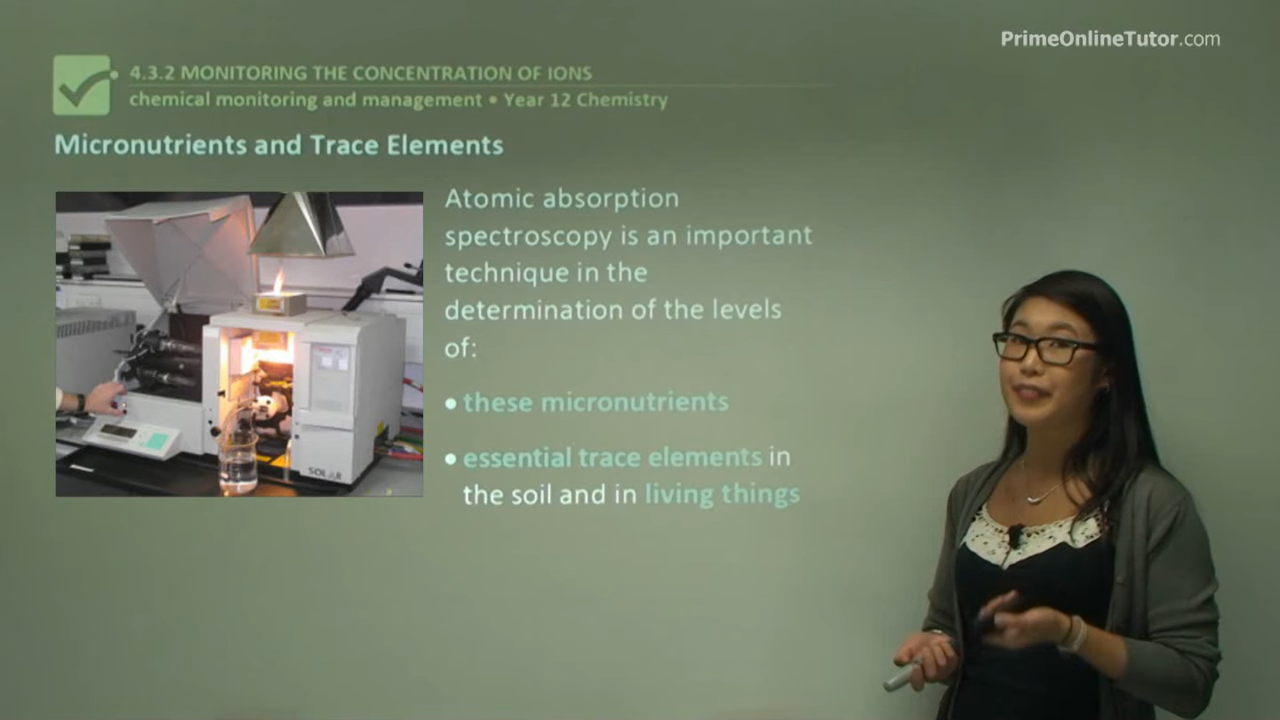 PrimeOnlineTutor.com
4.3.2 MONITORING THE CONCENTRATION OF IONS
chemical monitoring and management • Year 12 Chemistry
Micronutrients and Trace Elements
Atomic absorption
spectroscopy is an important
technique in the
determination of the levels
of:
• these micronutrients
• essential trace elements in
the soil and in living things
SOLAR